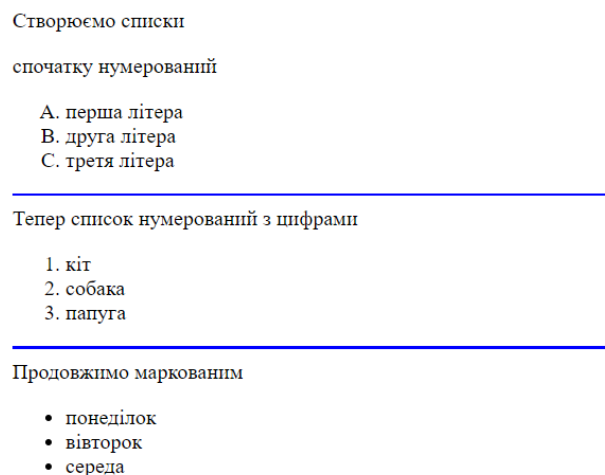 Створюємо списки
спочатку нумерований
A. перша літера
B. друга літера
C. третя літера
Тепер список нумерований з цифрами
1. кіт
2. собака
3. папуга
Продовжимо маркованим
• понеділок
• вівторок
• середа